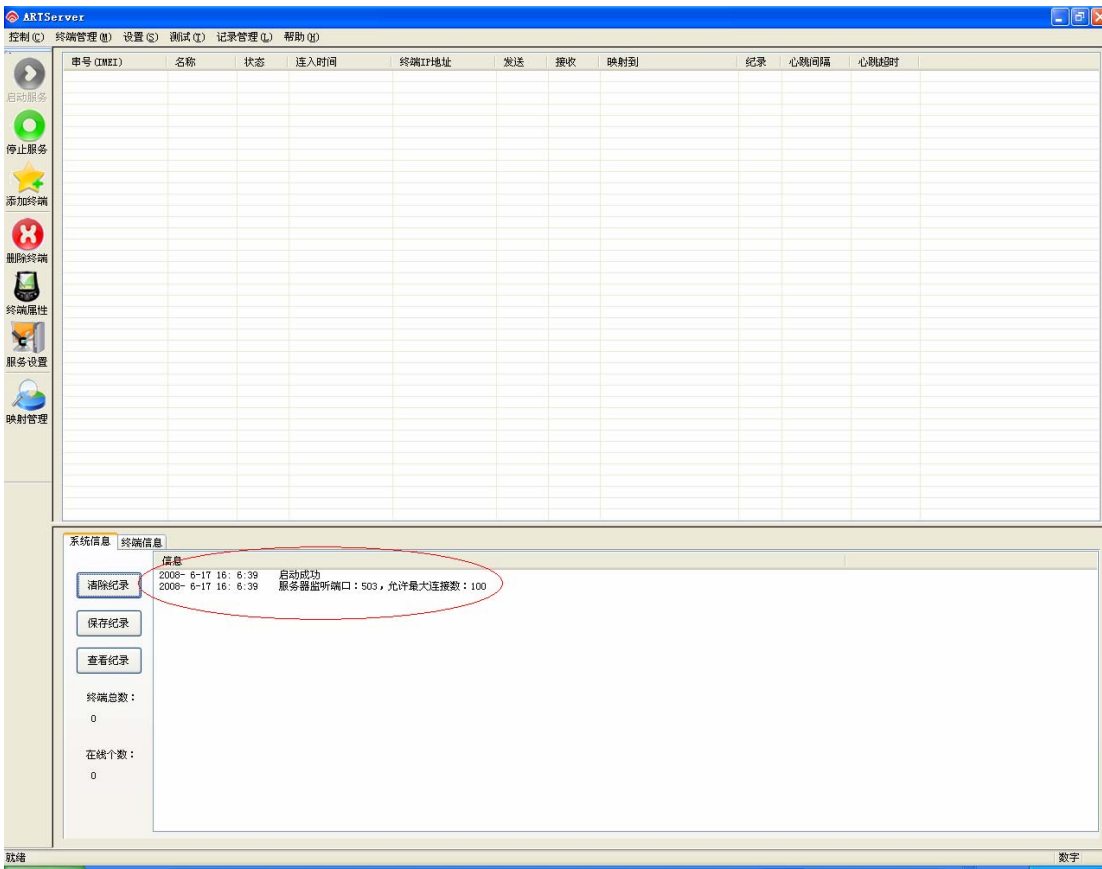 ARTServer
控制(C) 终端管理(M) 设置(S) 测试(T) 记录管理(L) 帮助(H)
串号(IMEI) 名称 状态 连入时间 终端IP地址 发送 接收 映射到 纪录 心跳间隔 心跳超时
启动服务
停止服务
添加终端
删除终端
终端属性
服务设置
映射管理
系统信息 终端信息
信息
2008- 6-17 16: 6:39 启动成功
2008- 6-17 16: 6:39 服务器监听端口：503，允许最大连接数：100
清除纪录
保存纪录
查看纪录
终端总数：
0
在线个数：
0
就绪 数字